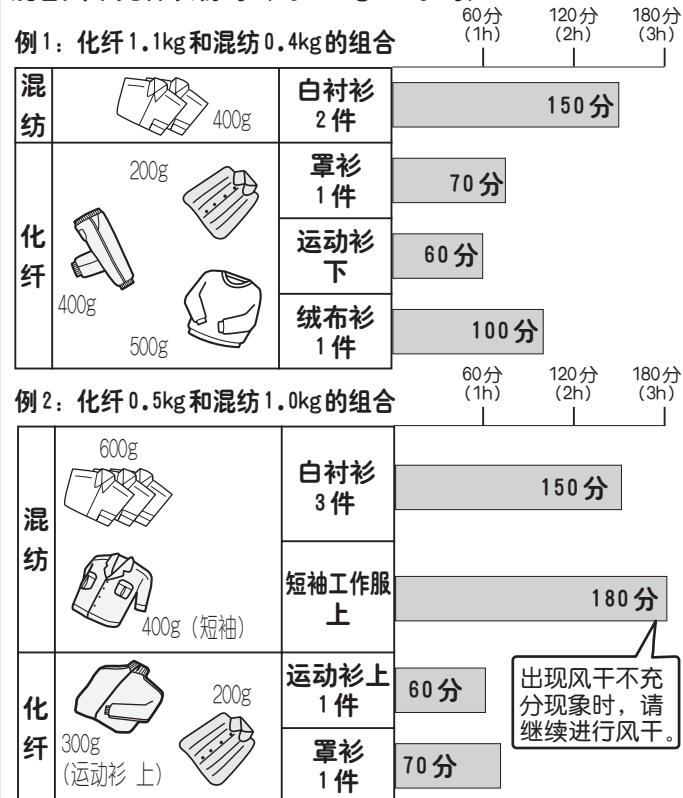 60分 120分 180分
(1h) (2h) (3h)
例1：化纤1.1kg和混纺0.4kg的组合
混纺
400g
白衬衫
2件
150分
化纤
200g
罩衫
1件
70分
400g
运动衫
下
60分
500g
绒布衫
1件
100分
60分 120分 180分
(1h) (2h) (3h)
例2：化纤0.5kg和混纺1.0kg的组合
混纺
600g
白衬衫
3件
150分
400g（短袖）
短袖工作服
上
180分
出现风干不充
分现象时，请
继续进行风干。
化纤
300g
（运动衫 上）
运动衫上
1件
60分
200g
罩衫
1件
70分